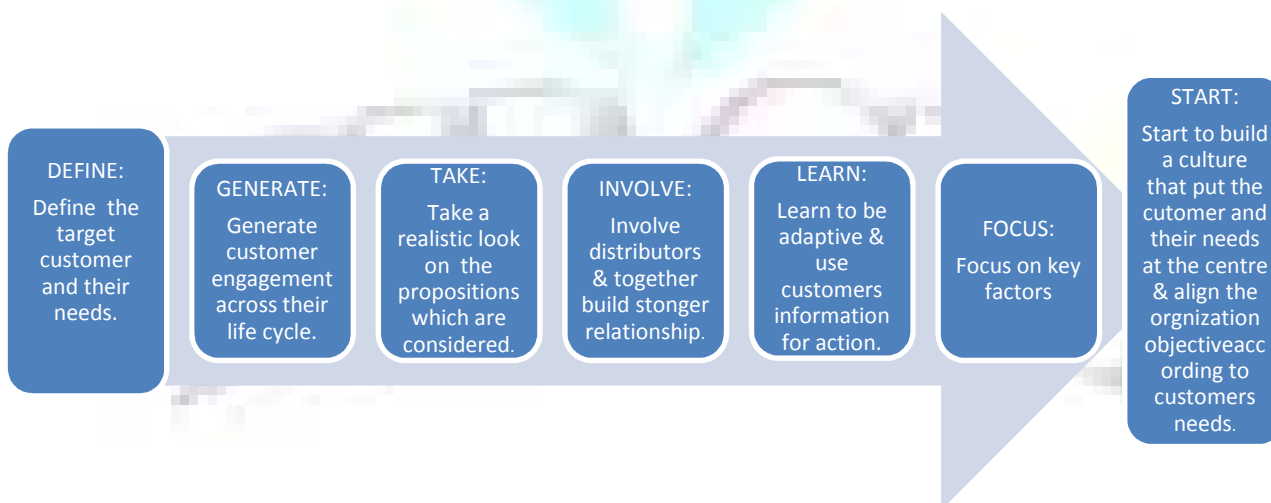 DEFINE:
Define the
target
customer
and their
needs.
GENERATE:
Generate
customer
engagement
across their
life cycle.
TAKE:
Take a
realistic look
on the
propositions
which are
considered.
INVOLVE:
Involve
distributors
& together
build stonger
relationship.
LEARN:
Learn to be
adaptive &
use
customers
information
for action.
FOCUS:
Focus on key
factors
START:
Start to build
a culture
that put the
cutomer and
their needs
at the centre
& align the
orgnization
objectiveacc
ording to
customers
needs.